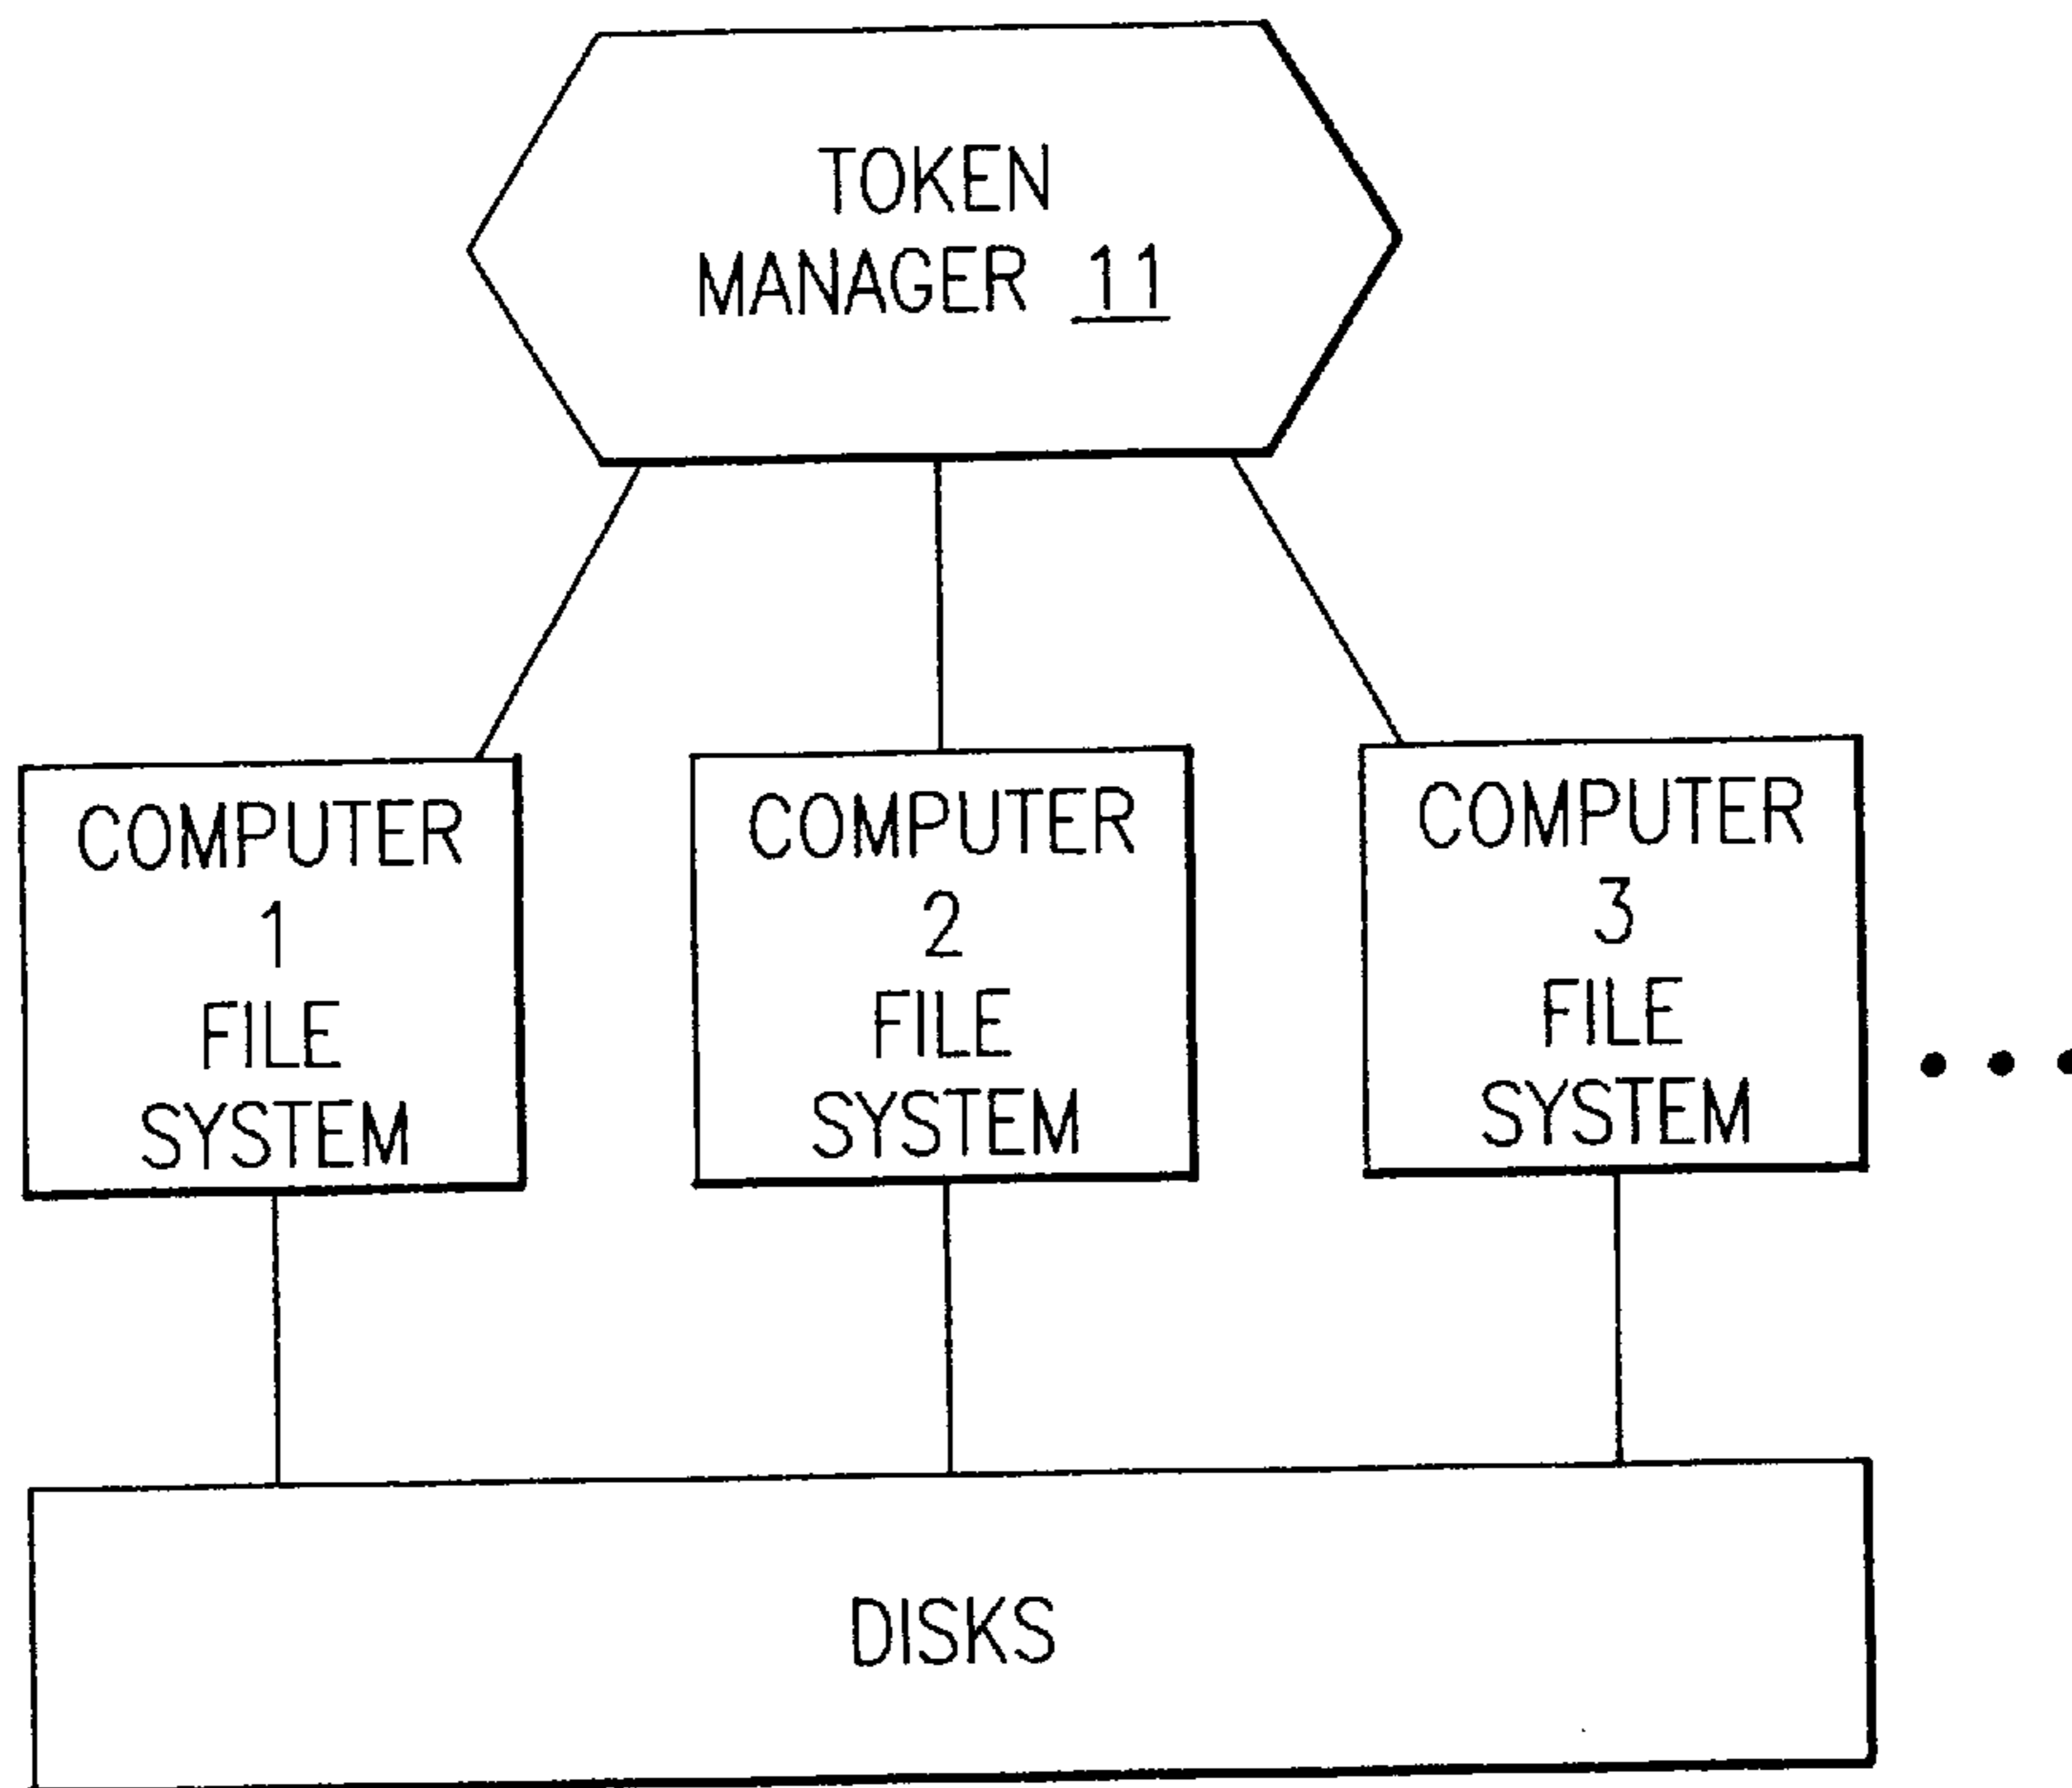 TOKEN
MANAGER 11
COMPUTER
1
FILE
SYSTEM
COMPUTER
2
FILE
SYSTEM
COMPUTER
3
FILE
SYSTEM
DISKS